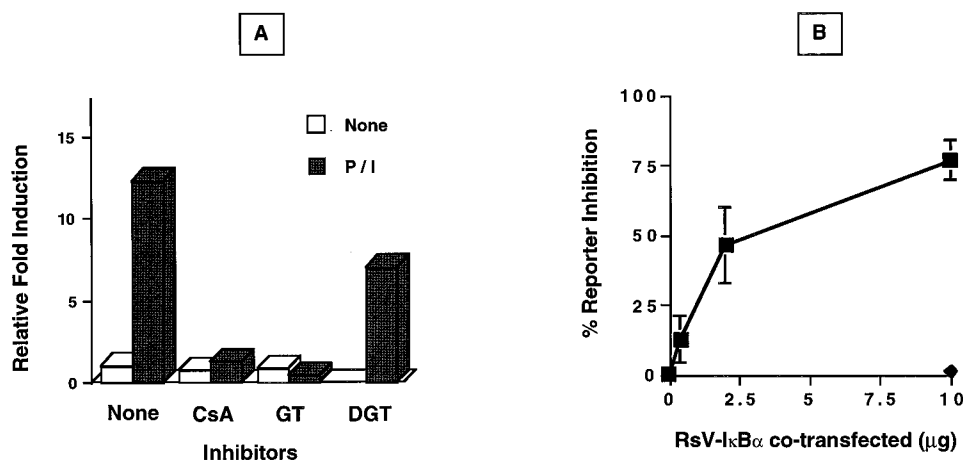 A
Relative Fold Induction
15
10
5
0
None
P / I
None
CsA
GT
DGT
Inhibitors
B
% Reporter Inhibition
100
75
50
25
0
0
2.5
5
7.5
10
RsV-IκBα co-transfected (μg)